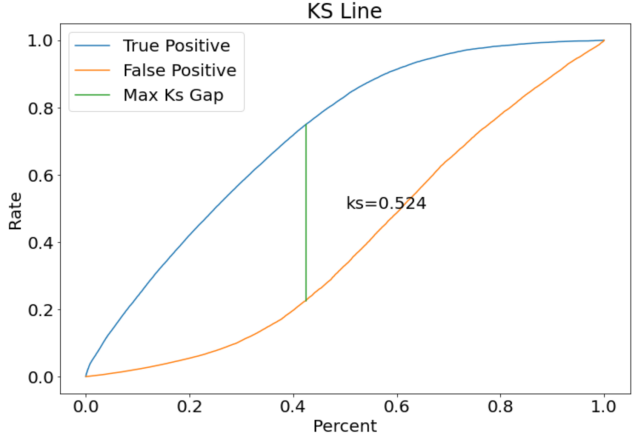 KS Line
True Positive
False Positive
Max Ks Gap
1.0
0.8
0.6
0.4
0.2
0.0
Rate
ks=0.524
0.0 0.2 0.4 0.6 0.8 1.0
Percent